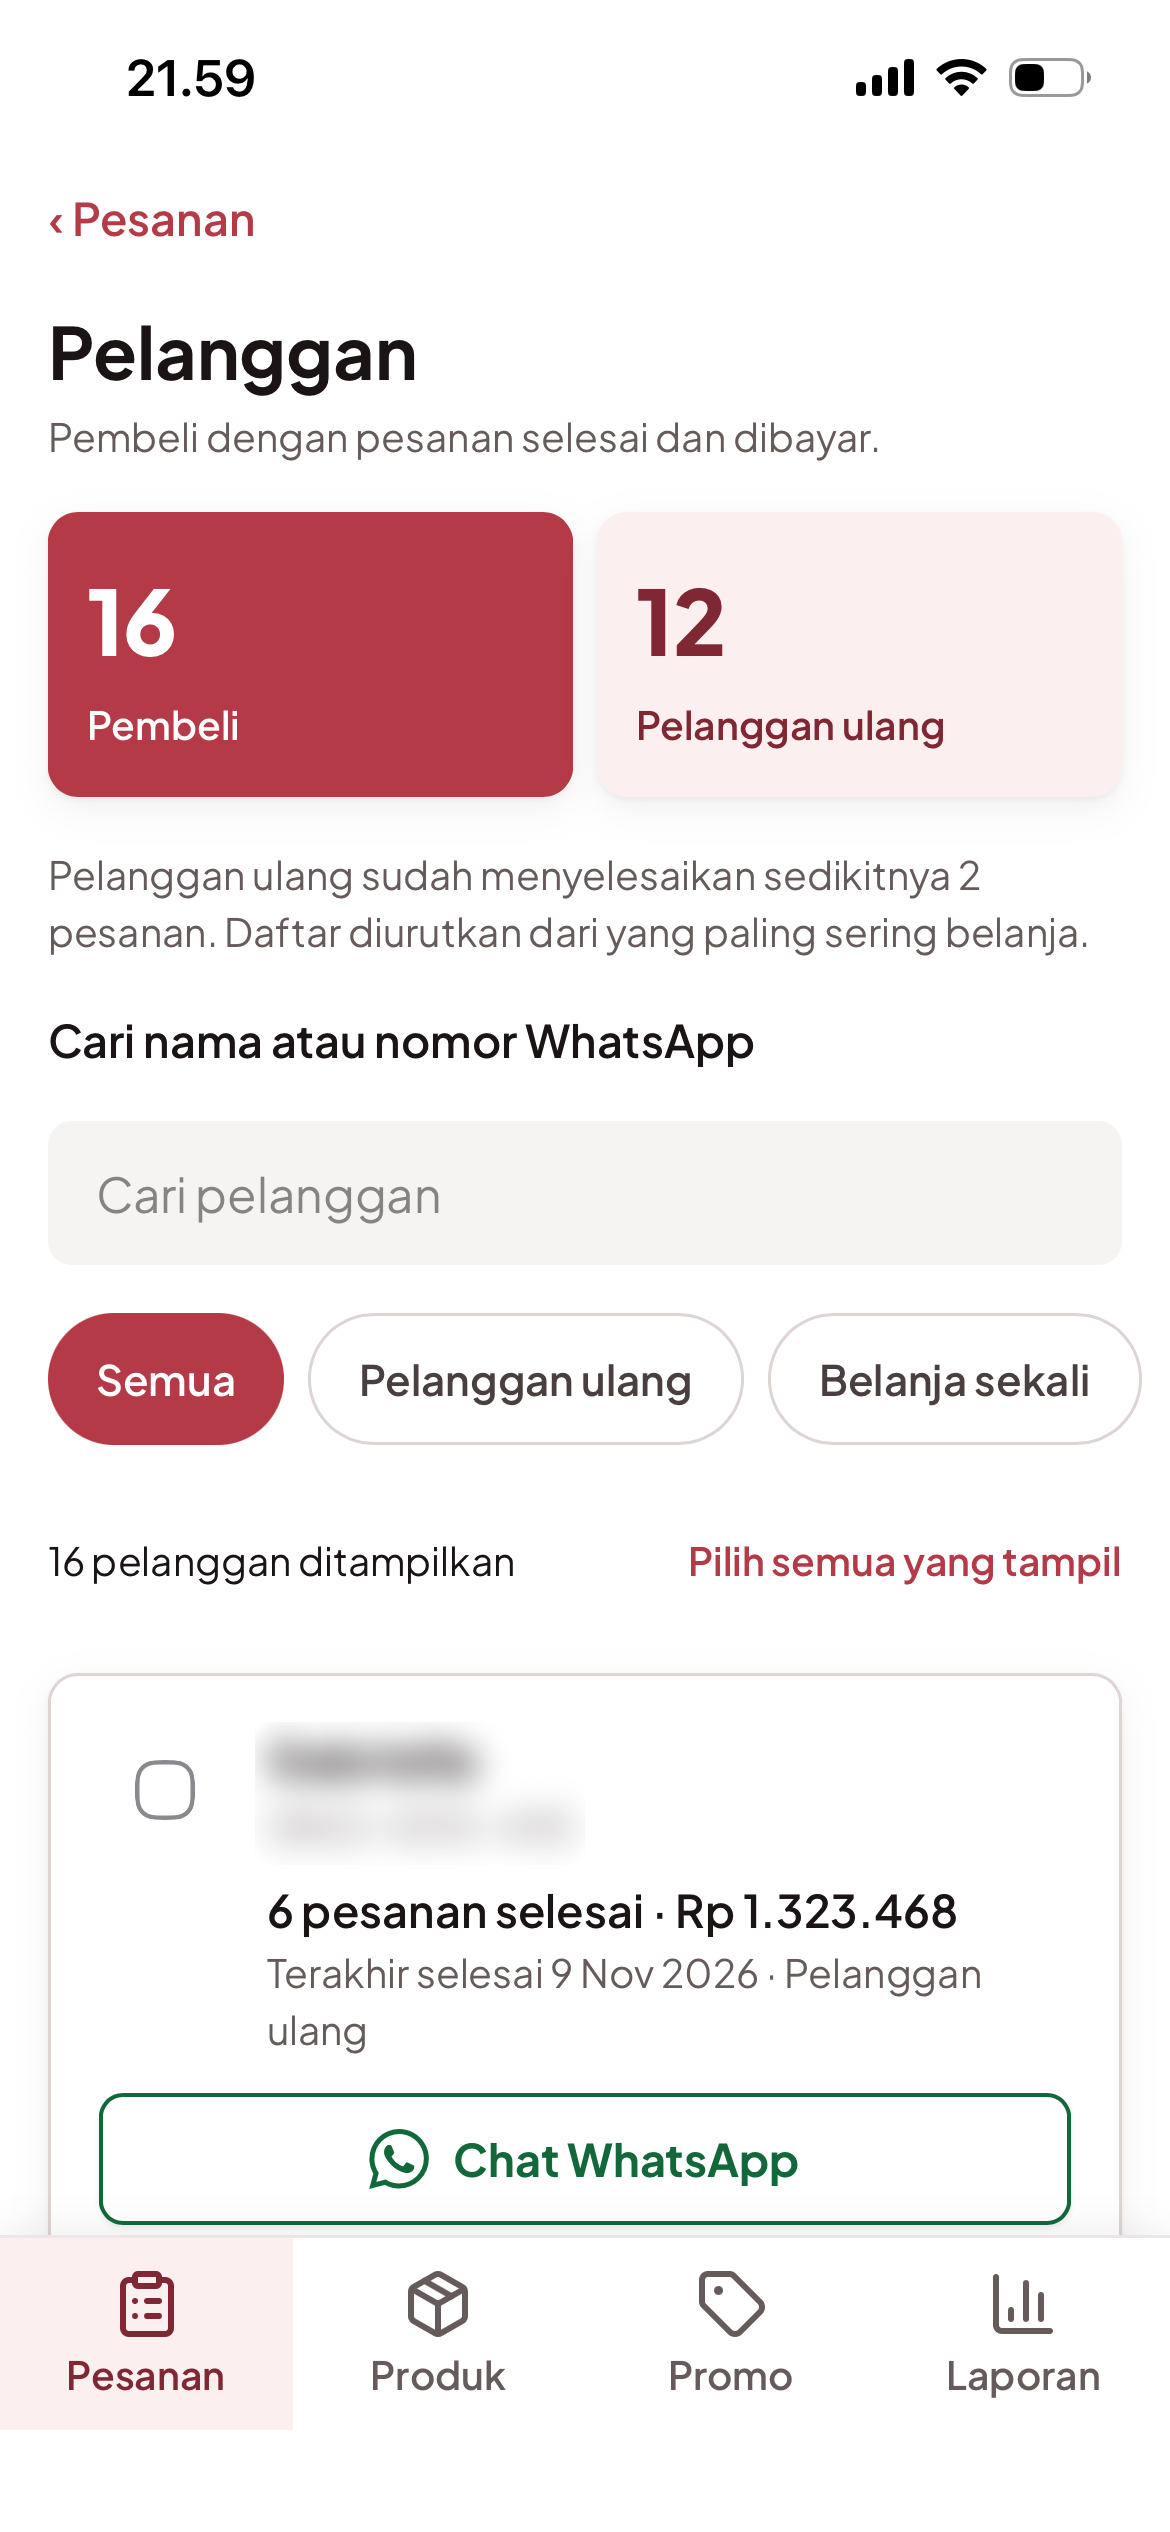 21.59
‹ Pesanan
Pelanggan
Pembeli dengan pesanan selesai dan dibayar.
16
Pembeli
12
Pelanggan ulang
Pelanggan ulang sudah menyelesaikan sedikitnya 2
pesanan. Daftar diurutkan dari yang paling sering belanja.
Cari nama atau nomor WhatsApp
Cari pelanggan
Semua
Pelanggan ulang
Belanja sekali
16 pelanggan ditampilkan
Pilih semua yang tampil
6 pesanan selesai · Rp 1.323.468
Terakhir selesai 9 Nov 2026 · Pelanggan
ulang
Chat WhatsApp
Pesanan
Produk
Promo
Laporan